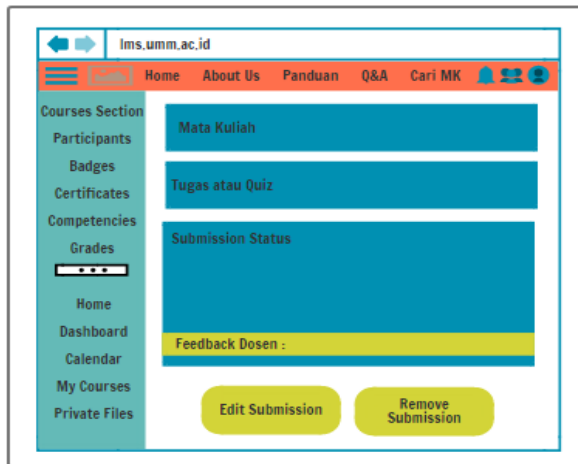 lms.umm.ac.id
Home About Us Panduan Q&A Cari MK
Courses Section
Participants
Badges
Certificates
Competencies
Grades
Home
Dashboard
Calendar
My Courses
Private Files
Mata Kuliah
Tugas atau Quiz
Submission Status
Feedback Dosen :
Edit Submission
Remove
Submission